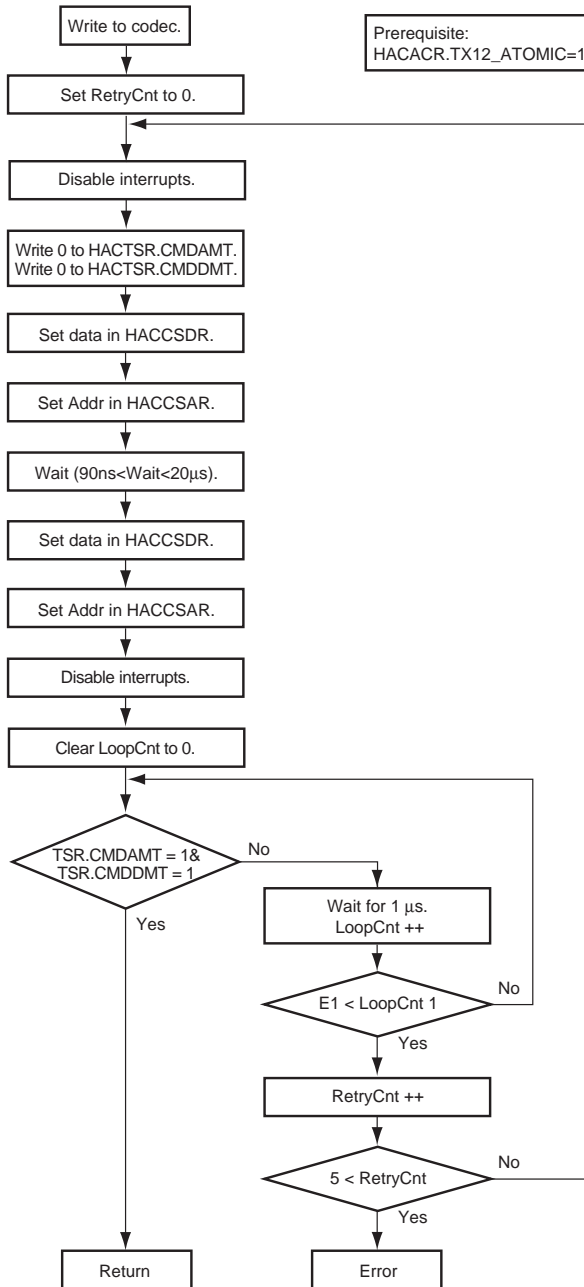 Write to codec.
Prerequisite:
HACACR.TX12_ATOMIC=1
Set RetryCnt to 0.
Disable interrupts.
Write 0 to HACTSR.CMDAMT.
Write 0 to HACTSR.CMDDMT.
Set data in HACCSDR.
Set Addr in HACCSAR.
Wait (90ns<Wait<20μs).
Set data in HACCSDR.
Set Addr in HACCSAR.
Disable interrupts.
Clear LoopCnt to 0.
TSR.CMDAMT = 1&
TSR.CMDDMT = 1
No
Yes
Wait for 1 μs.
LoopCnt ++
E1 < LoopCnt 1
No
Yes
RetryCnt ++
5 < RetryCnt
No
Yes
Return
Error